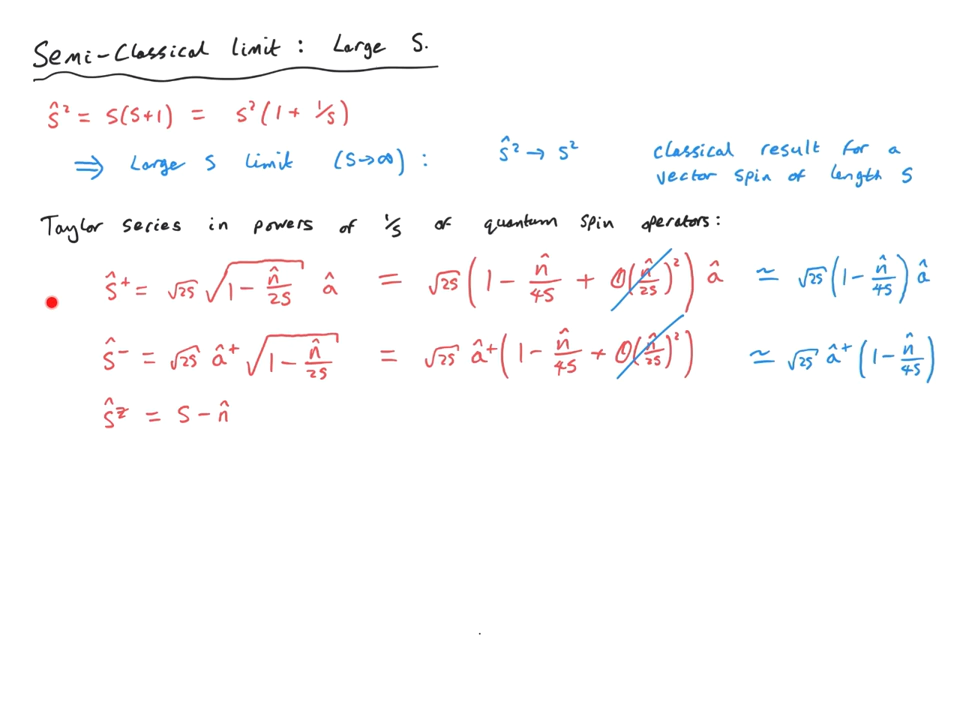 Semi-Classical limit: Large S.
Ŝ² = S(S+1) = S²(1 + 1/S)
⇒ Large S limit (S→∞): Ŝ² → S² classical result for a vector spin of length S
Taylor series in powers of 1/S of quantum spin operators:
Ŝ⁺ = √2S √(1 - n̂/2S) â = √2S (1 - n̂/4S + O(n̂/2S)²) â ≃ √2S (1 - n̂/4S) â
Ŝ⁻ = √2S â⁺ √(1 - n̂/2S) = √2S â⁺ (1 - n̂/4S + O(n̂/2S)²) ≃ √2S â⁺ (1 - n̂/4S)
Ŝᶻ = S - n̂